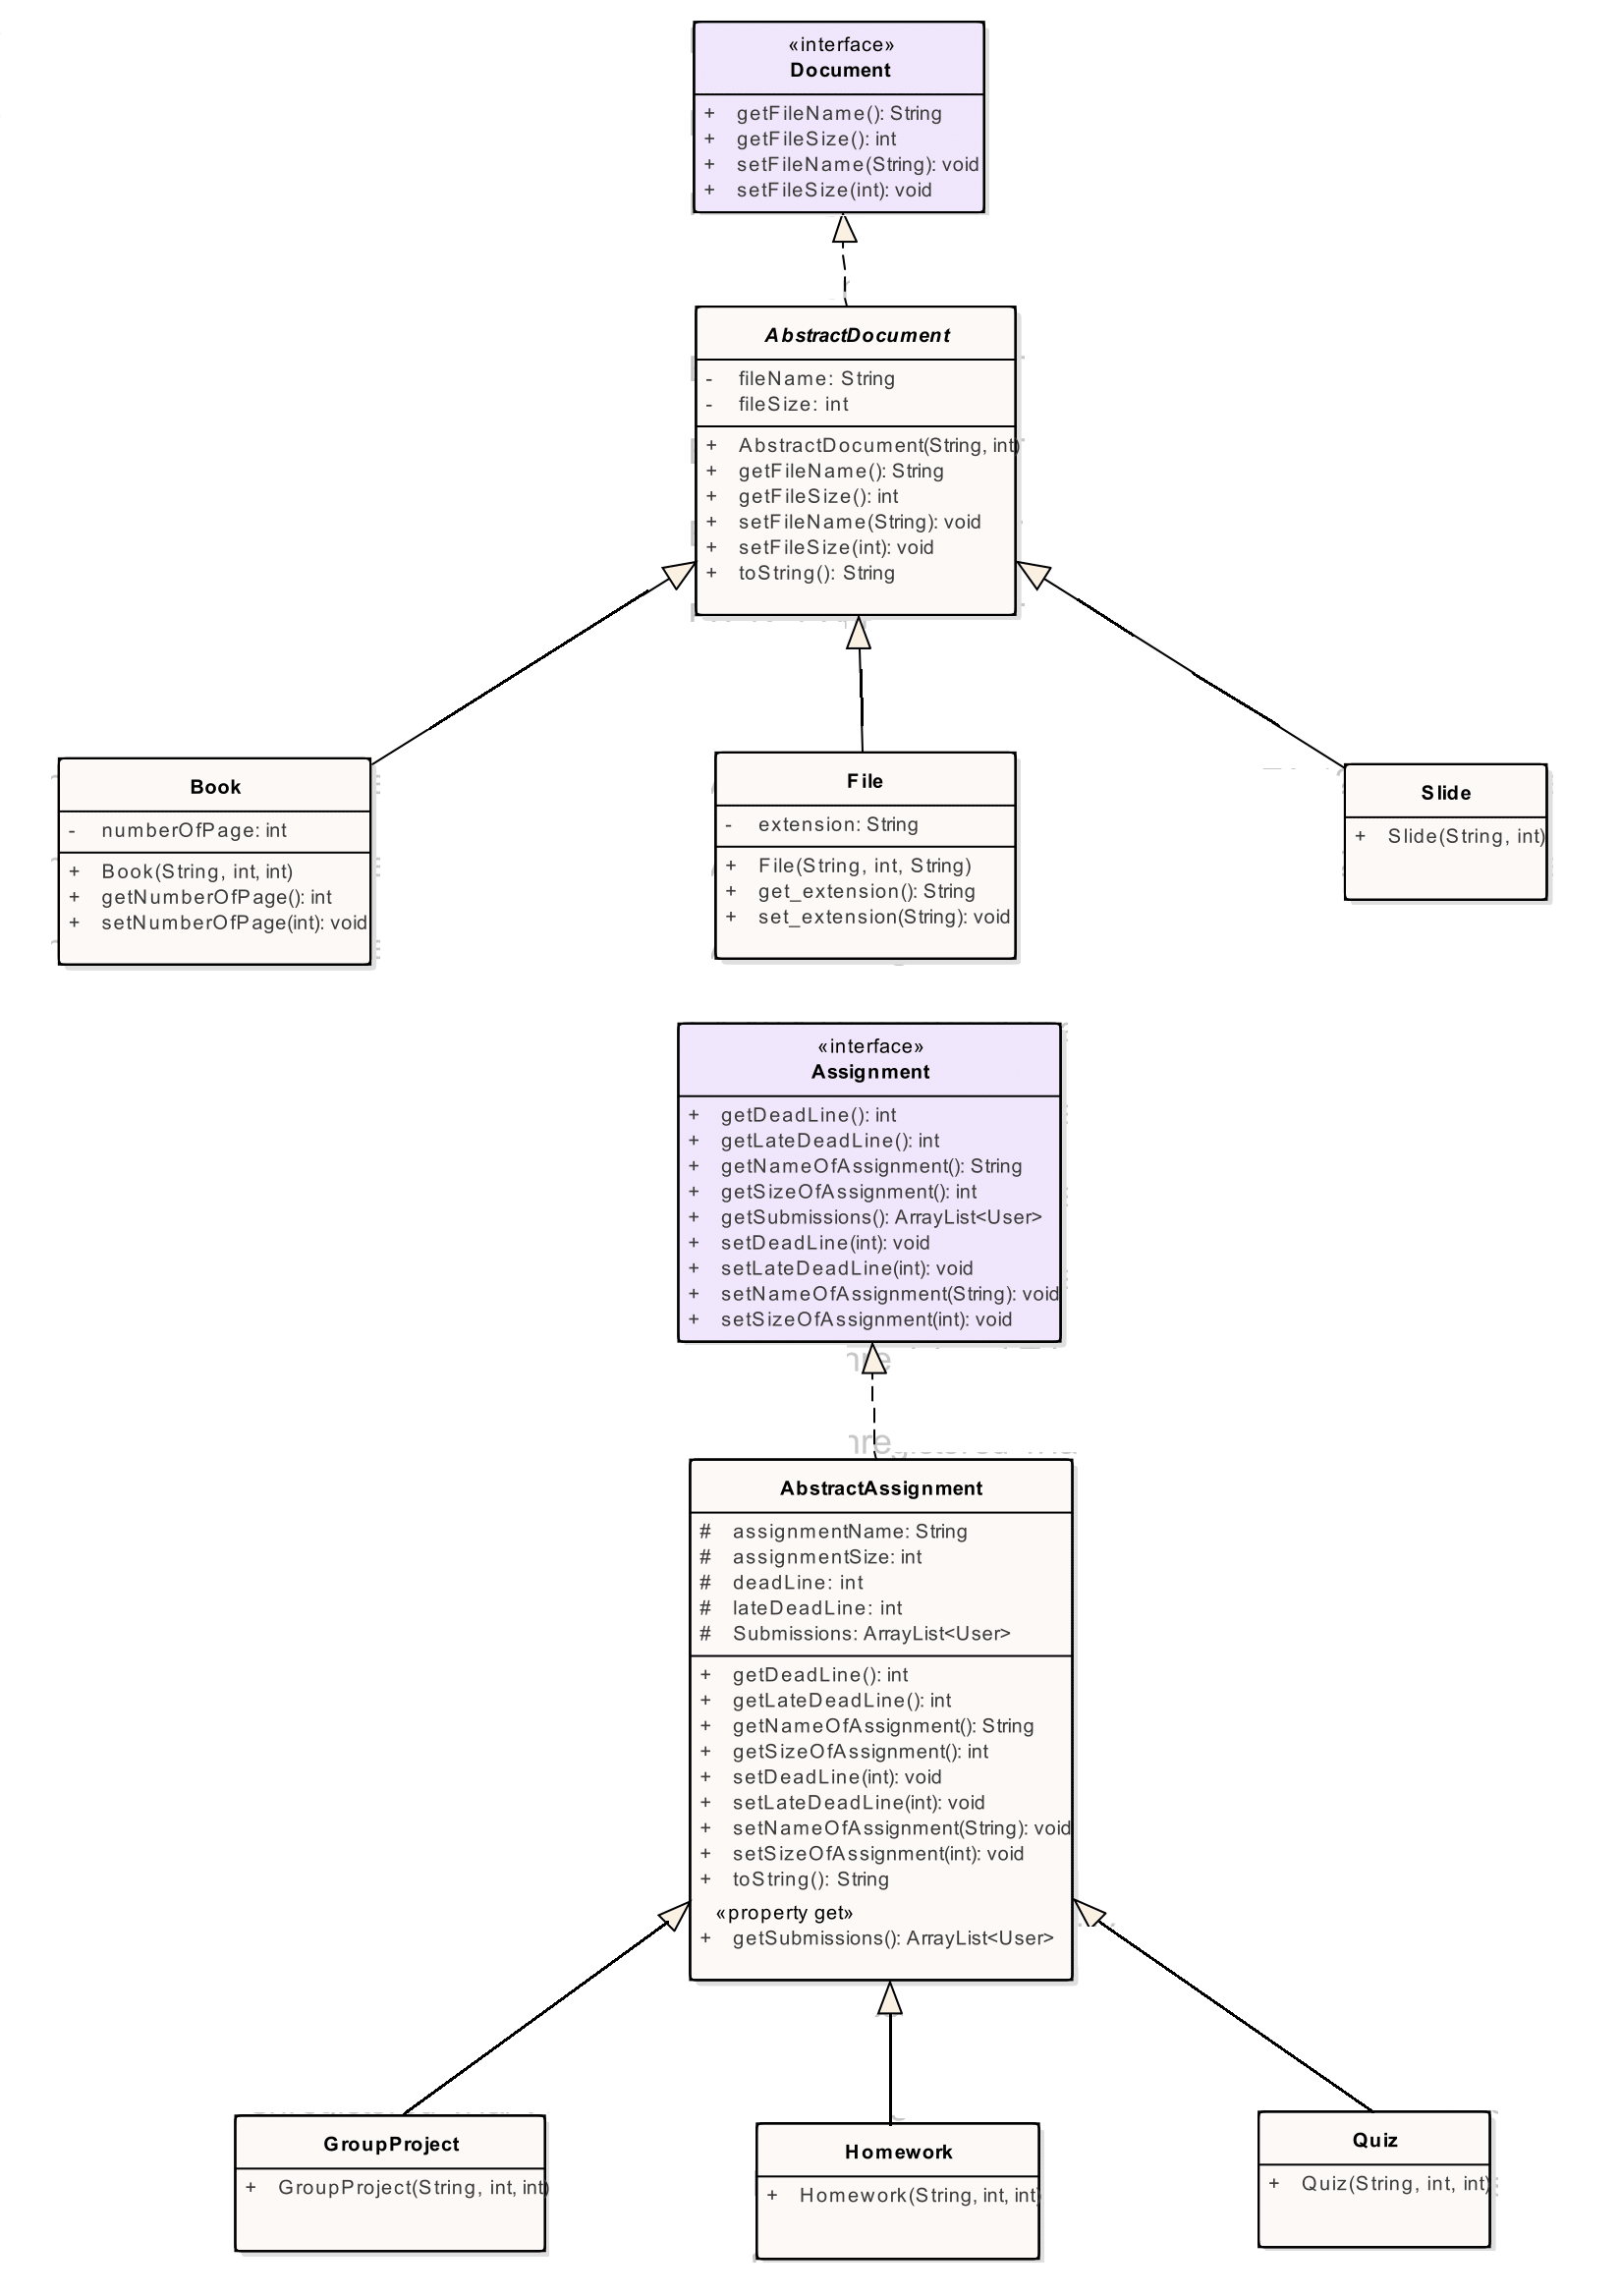 «interface»
Document
+ getFileName(): String
+ getFileSize(): int
+ setFileName(String): void
+ setFileSize(int): void
AbstractDocument
- fileName: String
- fileSize: int
+ AbstractDocument(String, int)
+ getFileName(): String
+ getFileSize(): int
+ setFileName(String): void
+ setFileSize(int): void
+ toString(): String
Book
- numberOfPage: int
+ Book(String, int, int)
+ getNumberOfPage(): int
+ setNumberOfPage(int): void
File
- extension: String
+ File(String, int, String)
+ get_extension(): String
+ set_extension(String): void
Slide
+ Slide(String, int)
«interface»
Assignment
+ getDeadLine(): int
+ getLateDeadLine(): int
+ getNameOfAssignment(): String
+ getSizeOfAssignment(): int
+ getSubmissions(): ArrayList<User>
+ setDeadLine(int): void
+ setLateDeadLine(int): void
+ setNameOfAssignment(String): void
+ setSizeOfAssignment(int): void
AbstractAssignment
# assignmentName: String
# assignmentSize: int
# deadLine: int
# lateDeadLine: int
# Submissions: ArrayList<User>
+ getDeadLine(): int
+ getLateDeadLine(): int
+ getNameOfAssignment(): String
+ getSizeOfAssignment(): int
+ setDeadLine(int): void
+ setLateDeadLine(int): void
+ setNameOfAssignment(String): void
+ setSizeOfAssignment(int): void
+ toString(): String
«property get»
+ getSubmissions(): ArrayList<User>
GroupProject
+ GroupProject(String, int, int)
Homework
+ Homework(String, int, int)
Quiz
+ Quiz(String, int, int)